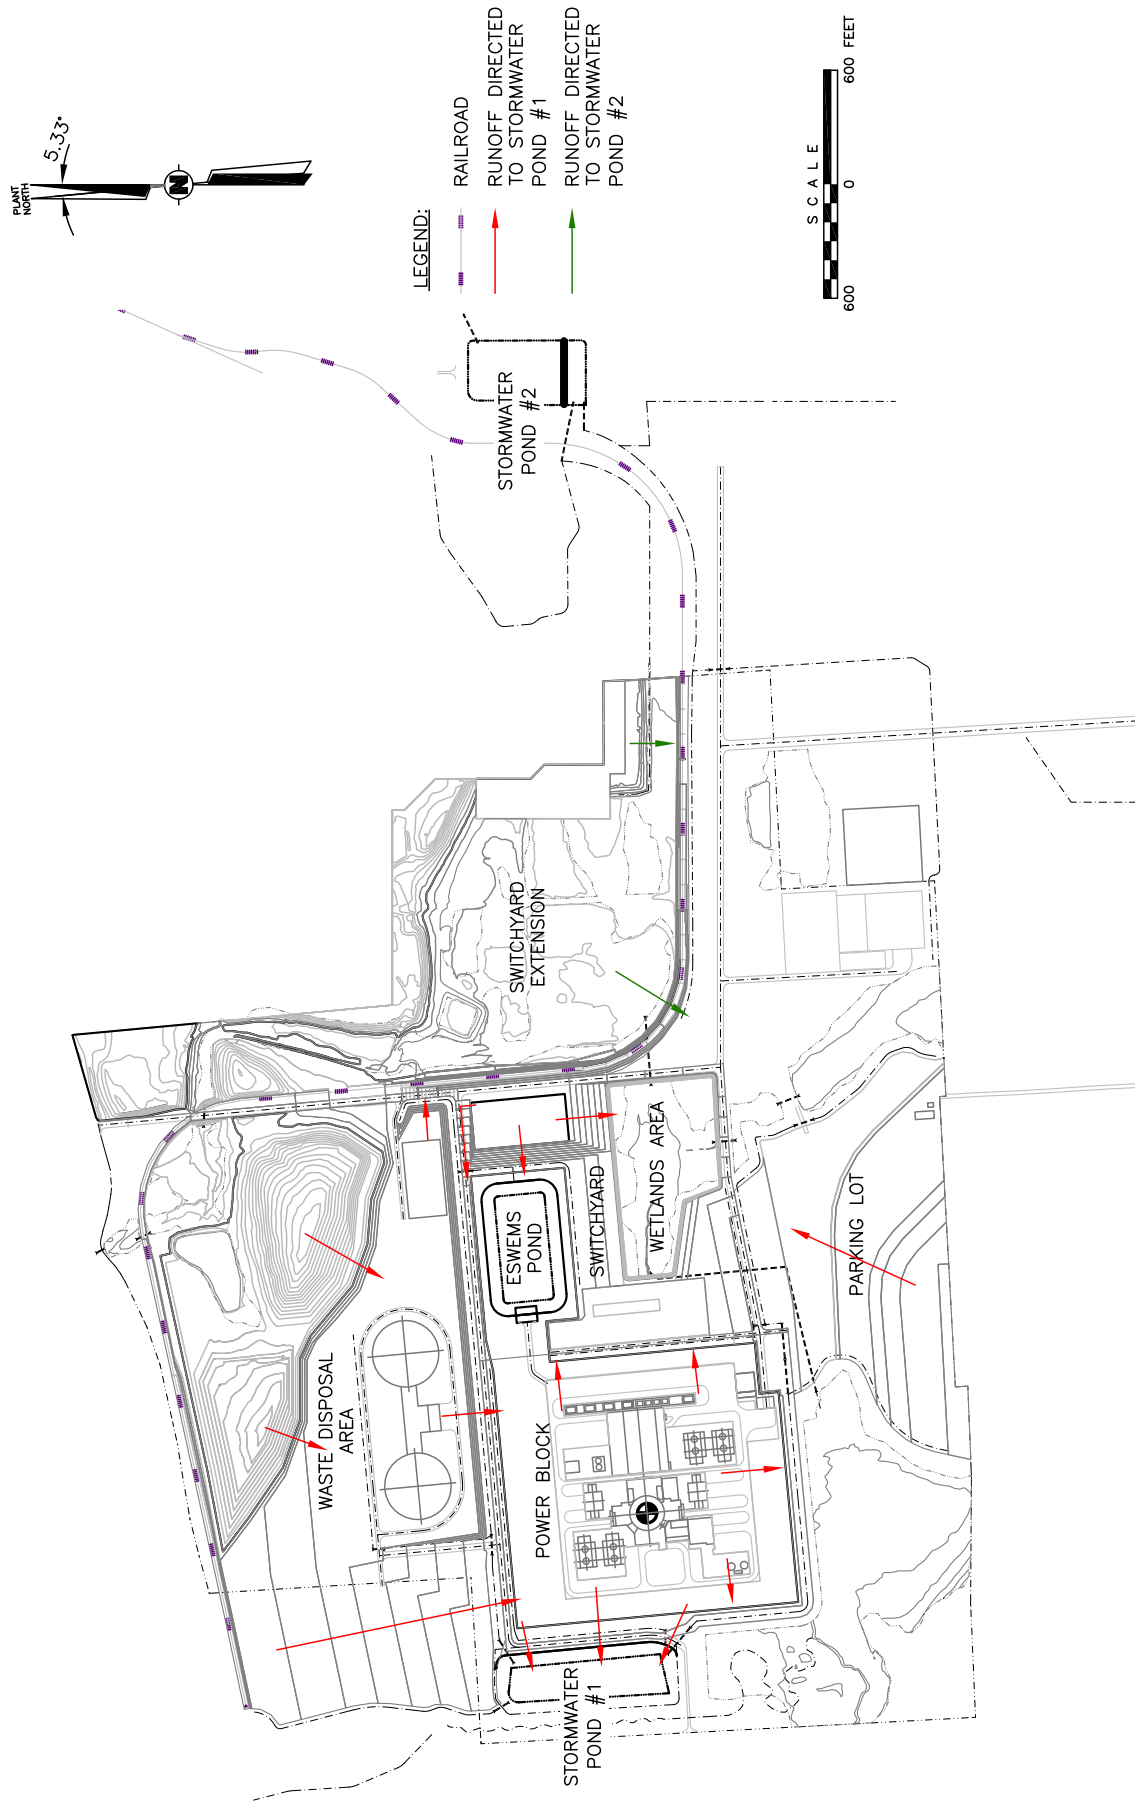 PLANT
NORTH
5.33°
N
LEGEND:
RAILROAD
RUNOFF DIRECTED
TO STORMWATER
POND #1
RUNOFF DIRECTED
TO STORMWATER
POND #2
SCALE
600
0
600 FEET
STORMWATER
POND #2
SWITCHYARD
EXTENSION
WETLANDS AREA
SWITCHYARD
ESWEMS
POND
PARKING LOT
WASTE DISPOSAL
AREA
POWER BLOCK
STORMWATER
POND #1